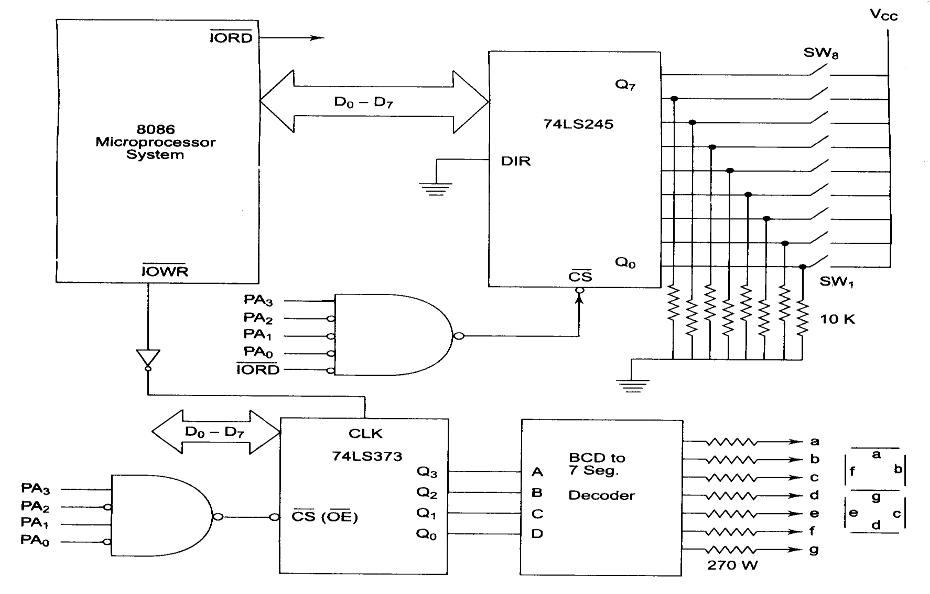 VCC
IORD
SW8
D0 – D7
Q7
8086
Microprocessor
System
74LS245
DIR
Q0
IOWR
CS
SW1
PA3
PA2
PA1
PA0
IORD
10 K
D0 – D7
CLK
74LS373
Q3
Q2
Q1
Q0
CS (OE)
PA3
PA2
PA1
PA0
BCD to
7 Seg.
Decoder
A
B
C
D
a
b
c
d
e
f
g
270 W
a
f b
g
e c
d